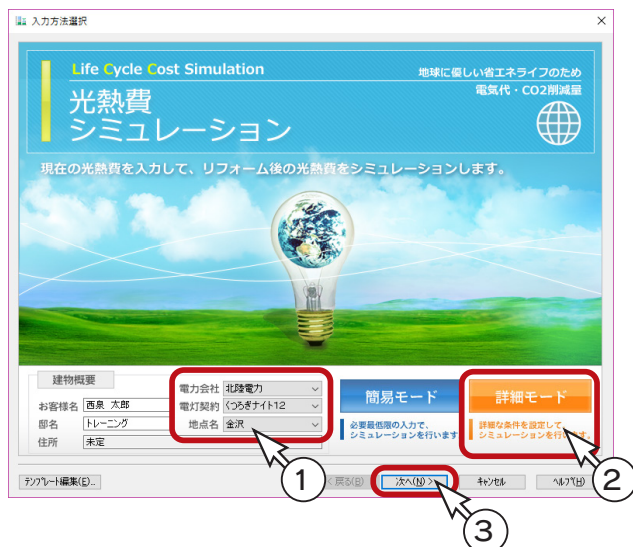 入力方法選択
Life Cycle Cost Simulation
地球に優しい省エネライフのため
電気代・CO2削減量
光熱費
シミュレーション
現在の光熱費を入力して、リフォーム後の光熱費をシミュレーションします。
建物概要
電力会社 北陸電力
お客様名 西泉 太郎
電灯契約 くつろぎナイト12
邸名 トレーニング
地点名 金沢
住所 未定
簡易モード
必要最低限の入力で、
シミュレーションを行います
詳細モード
詳細な条件を設定して、
シミュレーションを行います。
1
2
テンプレート編集(E)..
< 戻る(B)
次へ(N) >
キャンセル
ヘルプ(H)
3